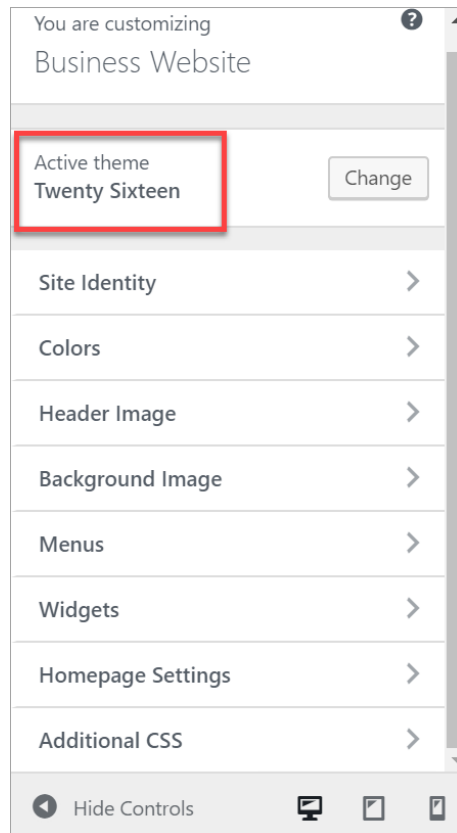 You are customizing
Business Website
Active theme
Twenty Sixteen
Change
Site Identity
Colors
Header Image
Background Image
Menus
Widgets
Homepage Settings
Additional CSS
Hide Controls